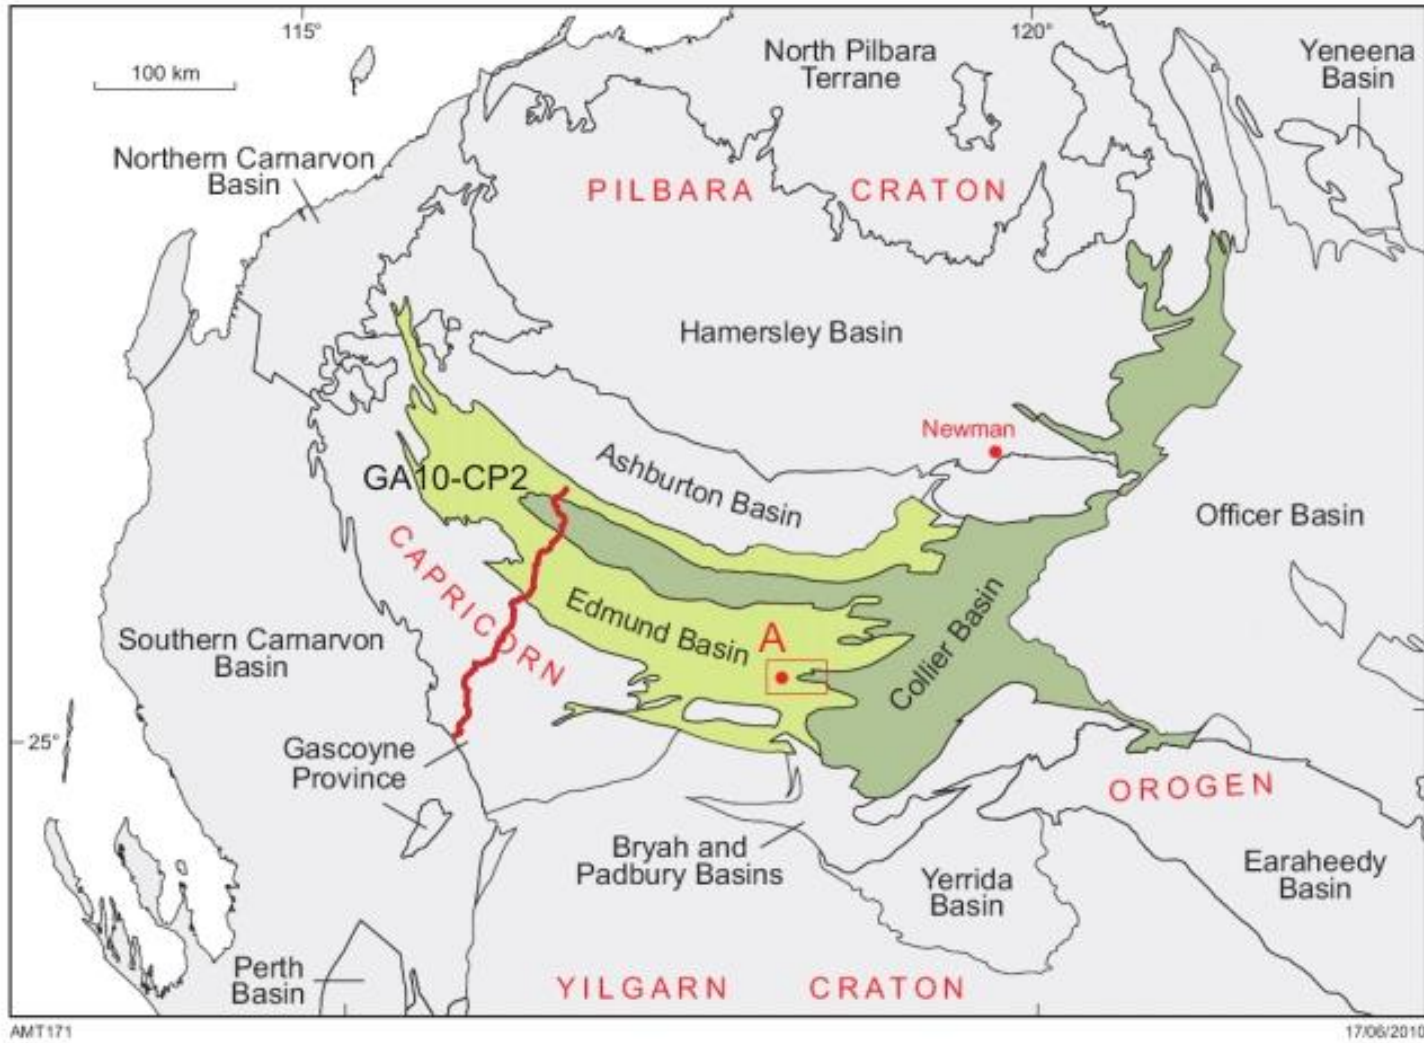 115°
120°
100 km
North Pilbara
Terrane
Yeneena
Basin
Northern Carnarvon
Basin
PILBARA CRATON
Hamersley Basin
Newman
GA10-CP2
Ashburton Basin
Officer Basin
CAPRICORN
Edmund Basin
A
Collier Basin
Southern Carnarvon
Basin
25°
Gascoyne
Province
OROGEN
Bryah and
Padbury Basins
Yerrida
Basin
Earaheedy
Basin
Perth
Basin
YILGARN CRATON
AMT171
17/06/2010